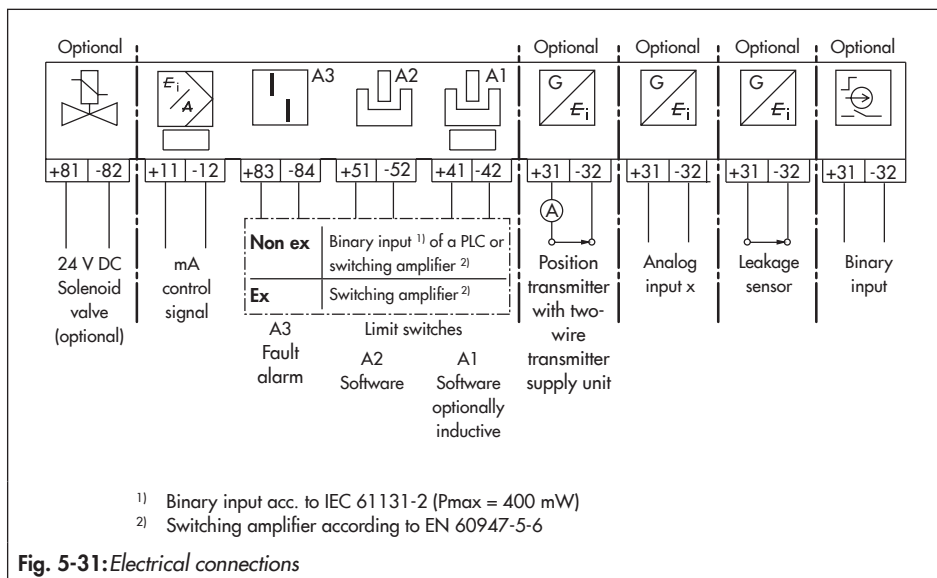 Optional Optional Optional Optional Optional
A3 A2 A1
Ei/A G Ei G Ei G Ei
+81 -82 +11 -12 +83 -84 +51 -52 +41 -42 +31 -32 +31 -32 +31 -32 +31 -32
A
24 V DC
Solenoid
valve
(optional)
mA
control
signal
Non ex Binary input 1) of a PLC or
switching amplifier 2)
Ex Switching amplifier 2)
A3
Fault
alarm
Limit switches
A2
Software
A1
Software
optionally
inductive
Position
transmitter
with two-
wire
transmitter
supply unit
Analog
input x
Leakage
sensor
Binary
input
1) Binary input acc. to IEC 61131-2 (Pmax = 400 mW)
2) Switching amplifier according to EN 60947-5-6
Fig. 5-31: Electrical connections